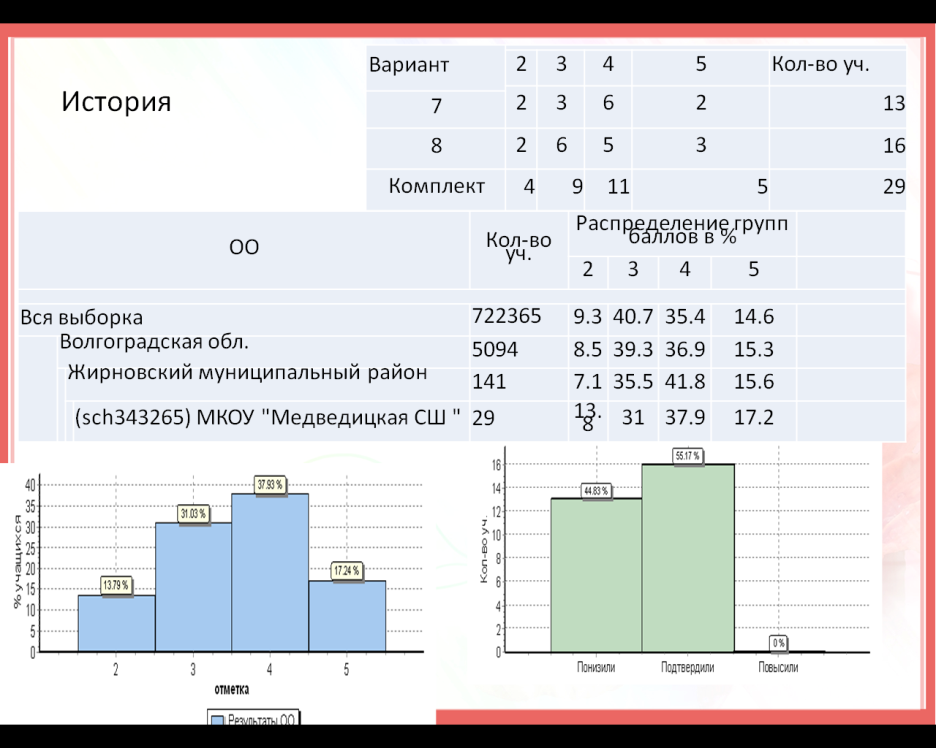 История
Вариант 2 3 4 5 Кол-во уч.
7 2 3 6 2 13
8 2 6 5 3 16
Комплект 4 9 11 5 29
ОО Кол-во уч. Распределение групп баллов в %
2 3 4 5
Вся выборка 722365 9.3 40.7 35.4 14.6
Волгоградская обл. 5094 8.5 39.3 36.9 15.3
Жирновский муниципальный район 141 7.1 35.5 41.8 15.6
(sch343265) МКОУ "Медведицкая СШ " 29 13.8 31 37.9 17.2
% учащихся
40
35
30
25
20
15
10
5
0
13.79 %
31.03 %
37.93 %
17.24 %
2 3 4 5
отметка
Результаты ОО
Кол-во уч.
16
14
12
10
8
6
4
2
0
44.83 %
55.17 %
0 %
Понизили Подтвердили Повысили